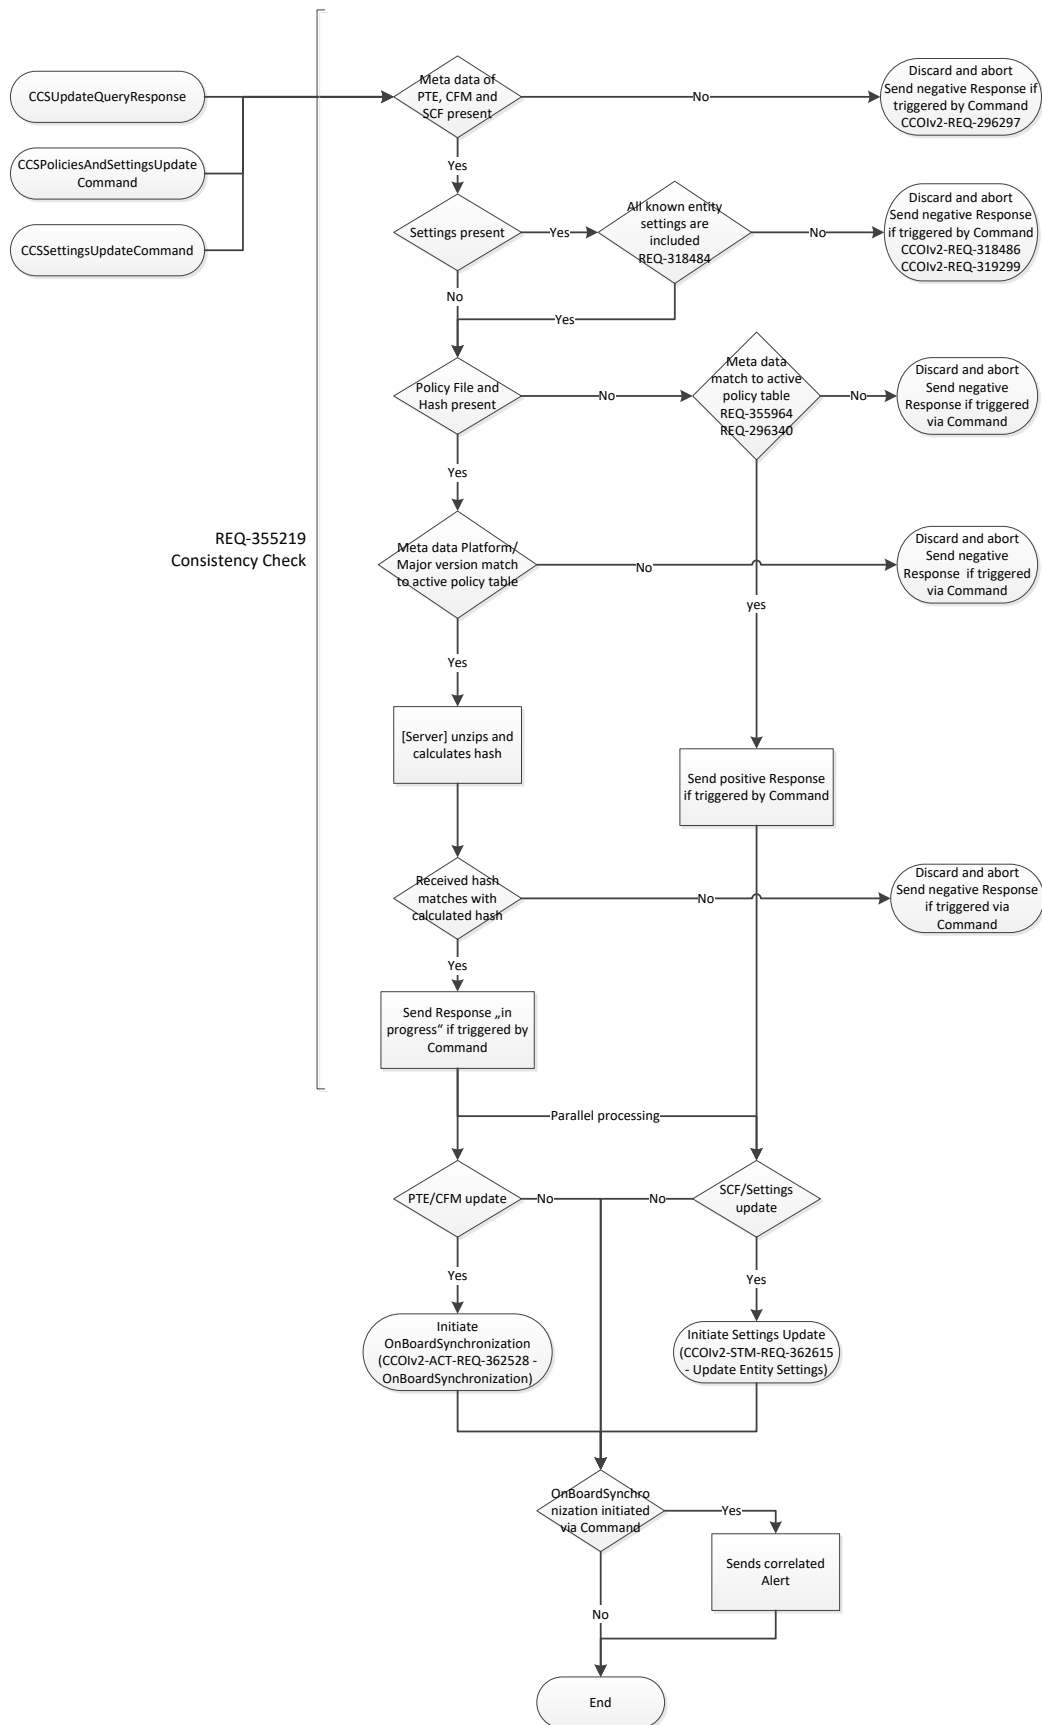 CCSUpdateQueryResponse
CCSPoliciesAndSettingsUpdate
Command
CCSSettingsUpdateCommand
Meta data of
PTE, CFM and
SCF present
No
Discard and abort
Send negative Response if
triggered by Command
CCOIv2-REQ-296297
Yes
Settings present
Yes
All known entity
settings are
included
REQ-318484
No
Discard and abort
Send negative Response
if triggered by Command
CCOIv2-REQ-318486
CCOIv2-REQ-319299
No
Yes
Policy File and
Hash present
No
Meta data
match to active
policy table
REQ-355964
REQ-296340
No
Discard and abort
Send negative
Response if triggered
via Command
Yes
REQ-355219
Consistency Check
Meta data Platform/
Major version match
to active policy table
No
Discard and abort
Send negative
Response if triggered
via Command
yes
Yes
[Server] unzips and
calculates hash
Send positive Response
if triggered by Command
Received hash
matches with
calculated hash
No
Discard and abort
Send negative Response
if triggered via
Command
Yes
Send Response „in
progress“ if triggered by
Command
Parallel processing
PTE/CFM update
No
No
SCF/Settings
update
Yes
Yes
Initiate
OnBoardSynchronization
(CCOIv2-ACT-REQ-362528 -
OnBoardSynchronization)
Initiate Settings Update
(CCOIv2-STM-REQ-362615
- Update Entity Settings)
OnBoardSynchro
nization initiated
via Command
Yes
Sends correlated
Alert
No
End